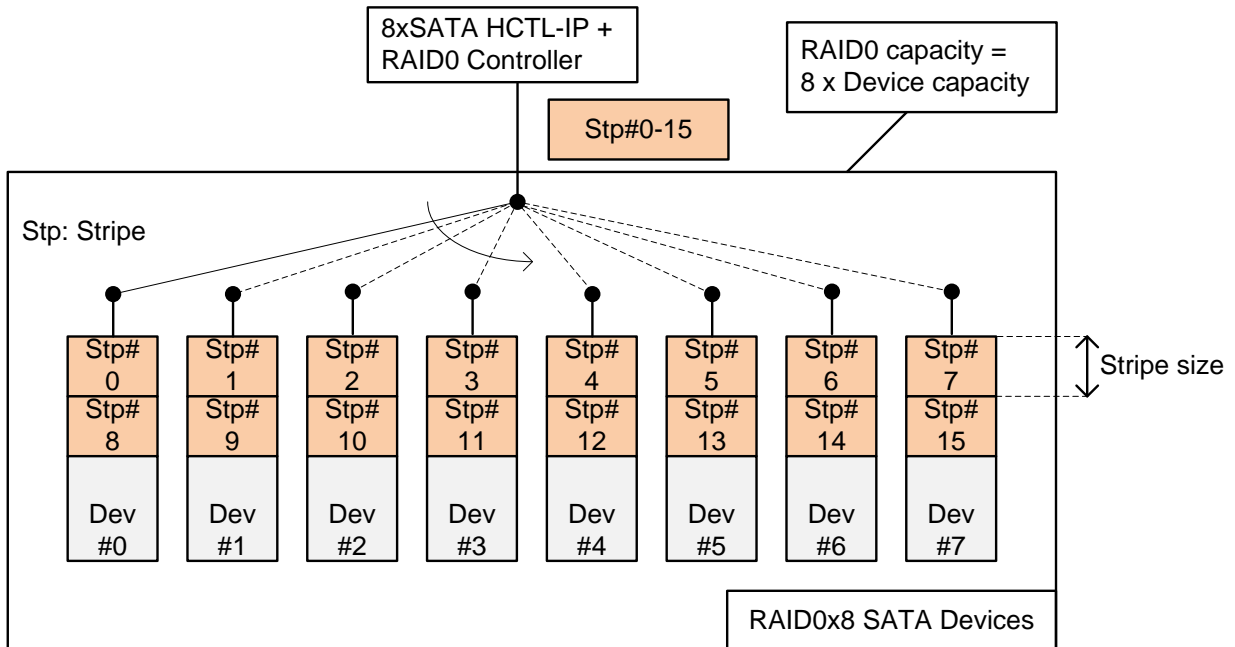 8xSATA HCTL-IP +
RAID0 Controller
RAID0 capacity =
8 x Device capacity
Stp#0-15
Stp: Stripe
Stp#
0
Stp#
1
Stp#
2
Stp#
3
Stp#
4
Stp#
5
Stp#
6
Stp#
7
Stripe size
Stp#
8
Stp#
9
Stp#
10
Stp#
11
Stp#
12
Stp#
13
Stp#
14
Stp#
15
Dev
#0
Dev
#1
Dev
#2
Dev
#3
Dev
#4
Dev
#5
Dev
#6
Dev
#7
RAID0x8 SATA Devices